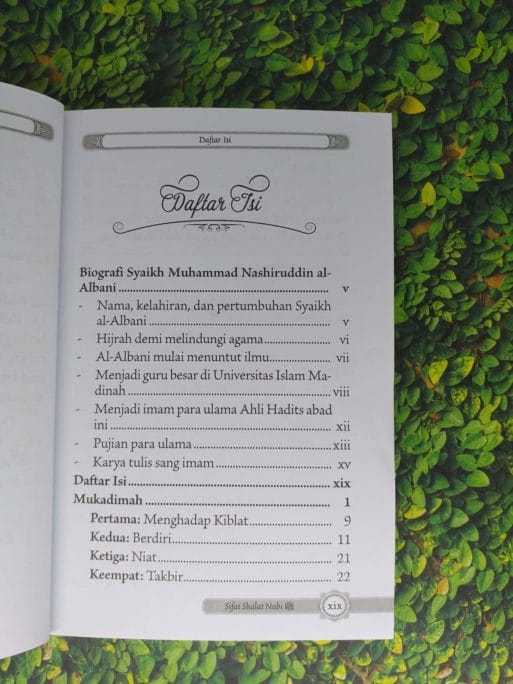 Daftar Isi
Daftar Isi
Biografi Syaikh Muhammad Nashiruddin al-
Albani ........ v
- Nama, kelahiran, dan pertumbuhan Syaikh
al-Albani ........ v
- Hijrah demi melindungi agama ........ vi
- Al-Albani mulai menuntut ilmu ........ vii
- Menjadi guru besar di Universitas Islam Ma-
dinah ........ viii
- Menjadi imam para ulama Ahli Hadits abad
ini ........ xii
- Pujian para ulama ........ xiii
- Karya tulis sang imam ........ xv
Daftar Isi ........ xix
Mukadimah ........ 1
Pertama: Menghadap Kiblat ........ 9
Kedua: Berdiri ........ 11
Ketiga: Niat ........ 21
Keempat: Takbir ........ 22
Sifat Shalat Nabi ﷺ xix